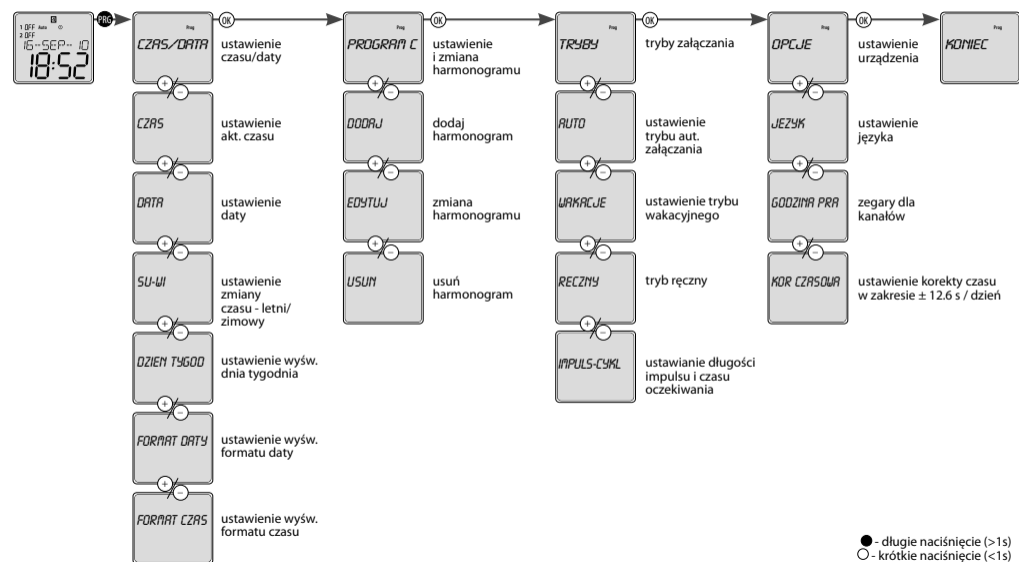 1 OFF Auto
2 OFF
16-SEP-10
18:52
PRG
Prog
CZAS/DATA
ustawienie
czasu/daty
+ / -
CZAS
ustawienie
akt. czasu
+ / -
DATA
ustawienie
daty
+ / -
SU-WI
ustawienie
zmiany
czasu - letni/
zimowy
+ / -
DZIEN TYGOD
ustawienie wyśw.
dnia tygodnia
+ / -
FORMAT DATY
ustawienie wyśw.
formatu daty
+ / -
FORMAT CZAS
ustawienie wyśw.
formatu czasu
OK
Prog
PROGRAM C
ustawienie
i zmiana
harmonogramu
+ / -
DODAJ
dodaj
harmonogram
+ / -
EDYTUJ
zmiana
harmonogramu
+ / -
USUN
usuń
harmonogram
OK
Prog
TRYBY
tryby załączania
+ / -
AUTO
ustawienie
trybu aut.
załączania
+ / -
WAKACJE
ustawienie trybu
wakacyjnego
+ / -
RECZNY
tryb ręczny
+ / -
IMPULS-CYKL
ustawianie długości
impulsu i czasu
oczekiwania
OK
Prog
OPCJE
ustawienie
urządzenia
+ / -
JEZYK
ustawienie
języka
+ / -
GODZINA PRA
zegary dla
kanałów
+ / -
KOR CZASOWA
ustawienie korekty czasu
w zakresie ± 12.6 s / dzień
OK
Prog
KONIEC
- długie naciśnięcie (>1s)
- krótkie naciśnięcie (<1s)